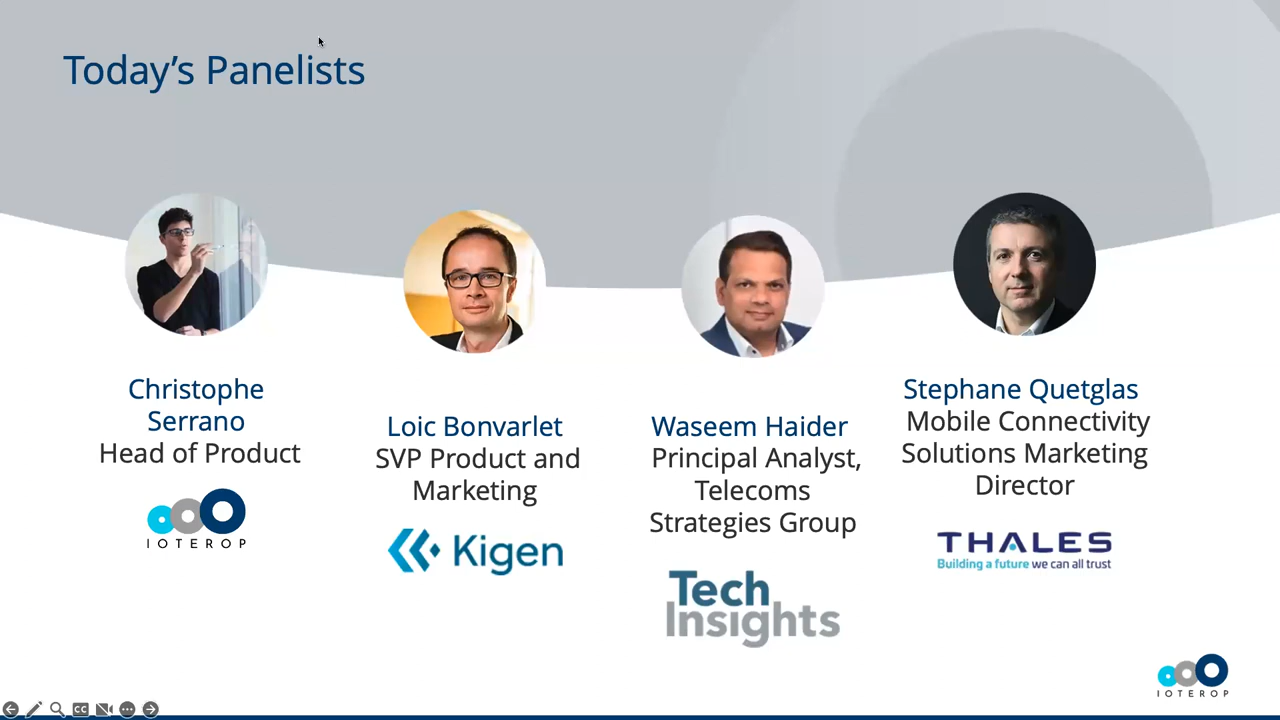 Today's Panelists
Christophe
Serrano
Head of Product
IOTEROP
Loic Bonvarlet
SVP Product and
Marketing
Kigen
Waseem Haider
Principal Analyst,
Telecoms
Strategies Group
Tech
Insights
Stephane Quetglas
Mobile Connectivity
Solutions Marketing
Director
THALES
Building a future we can all trust
IOTEROP
CC